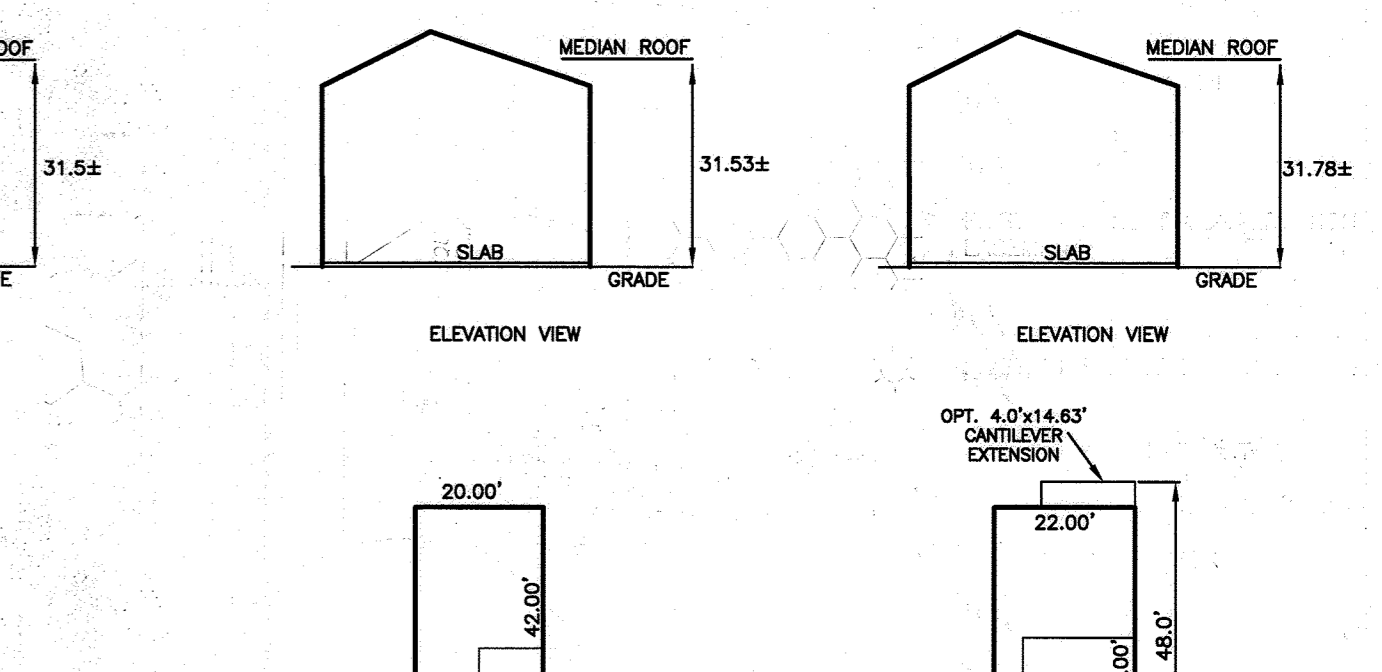 MEDIAN ROOF
MEDIAN ROOF
31.5±
31.53±
31.78±
SLAB
GRADE
SLAB
GRADE
ELEVATION VIEW
ELEVATION VIEW
OPT. 4.0'x14.63'
CANTILEVER
EXTENSION
20.00'
22.00'
42.00'
48.0'